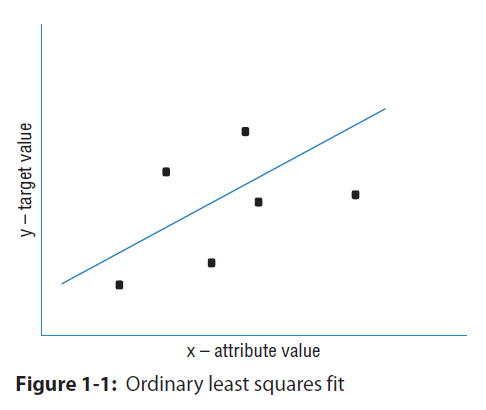 y – target value
x – attribute value
Figure 1-1: Ordinary least squares fit